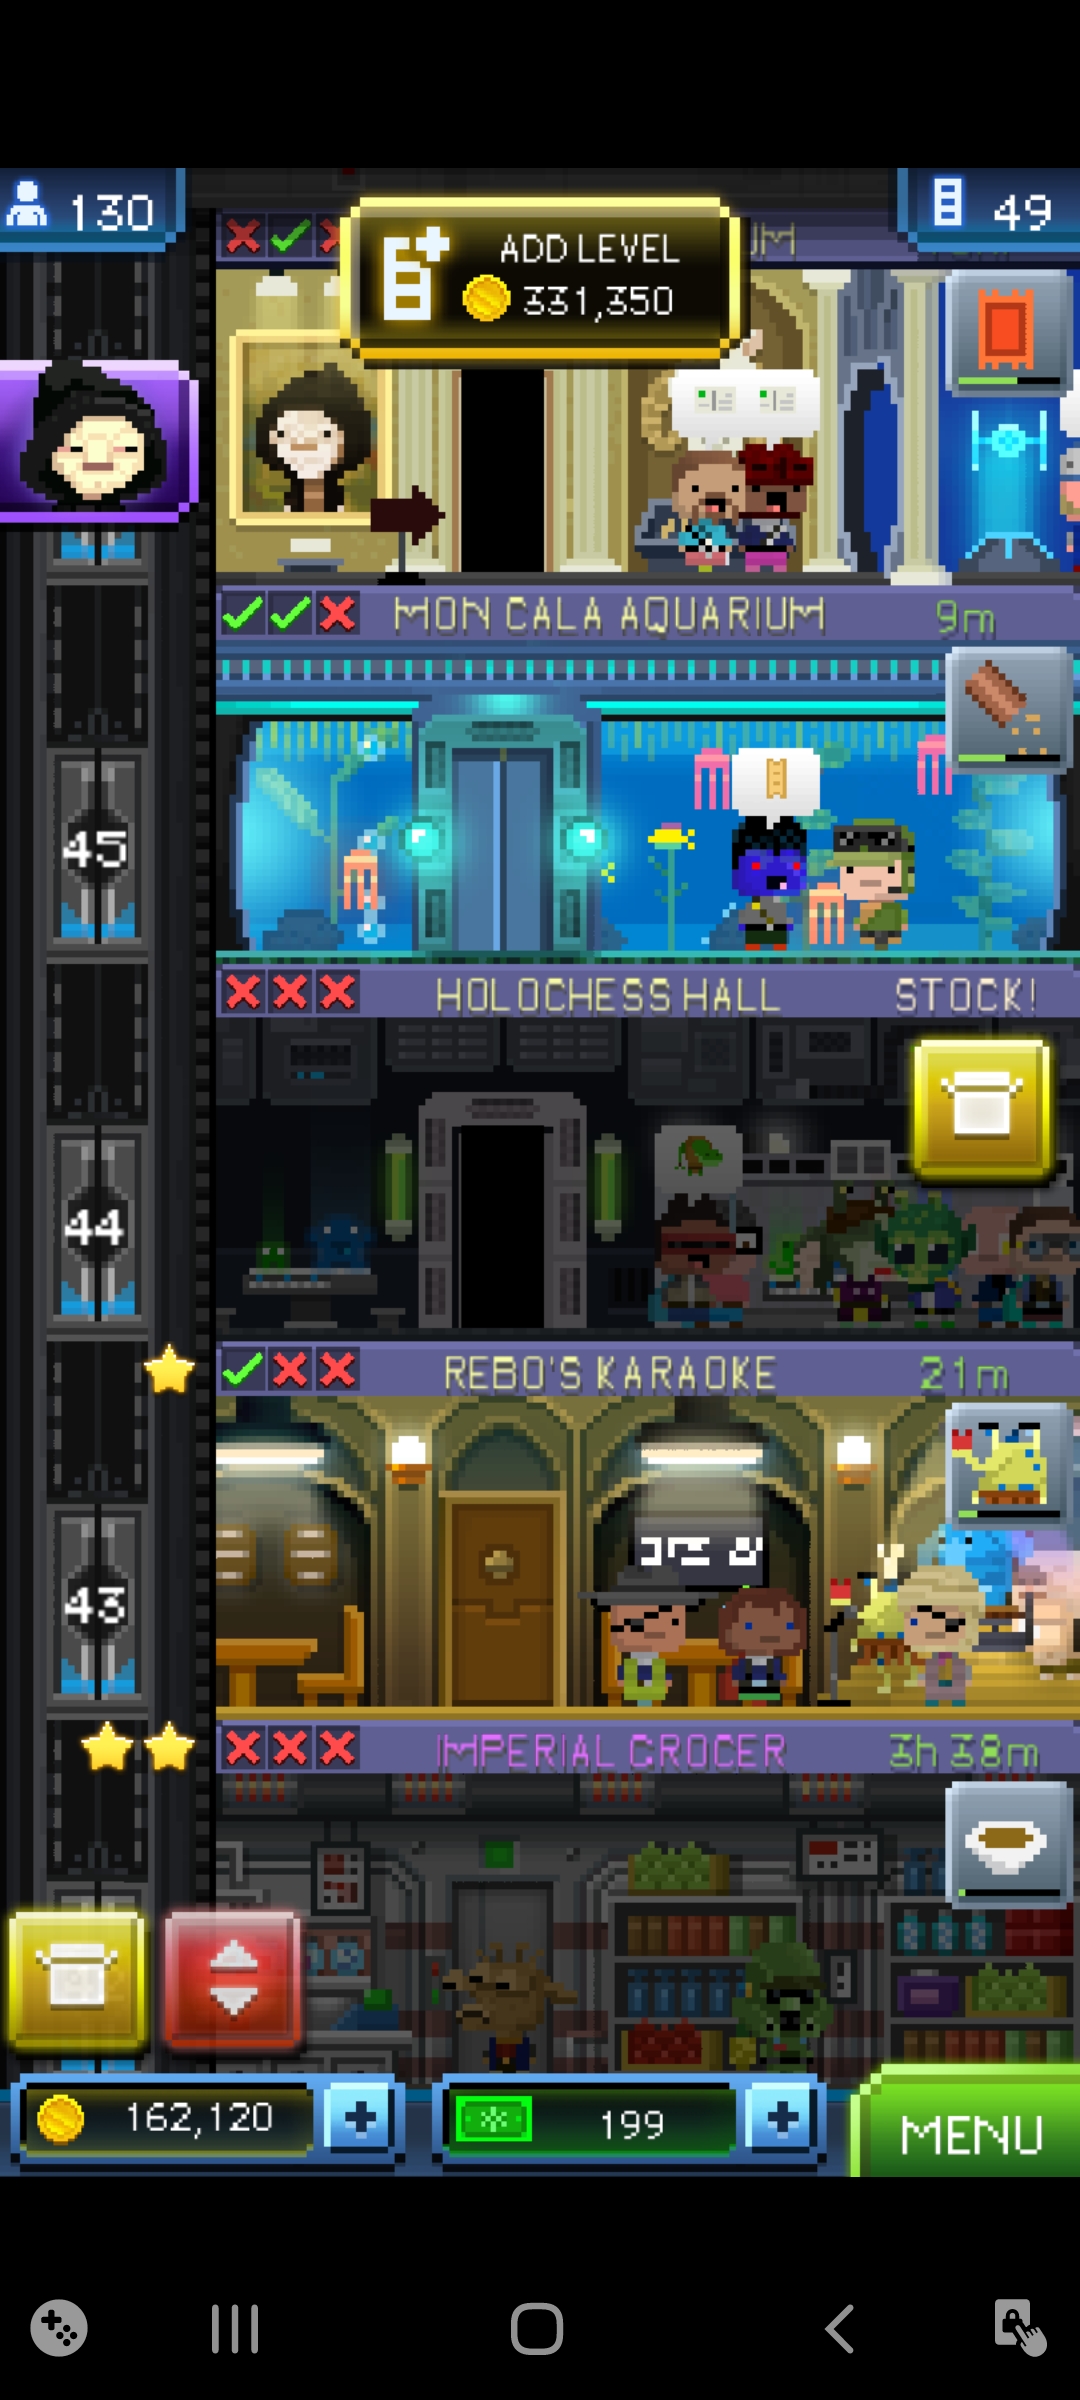 130
49
ADD LEVEL
331,350
MON CALA AQUARIUM 9m
45
HOLOCHESS HALL STOCK!
44
REBO'S KARAOKE 21m
43
IMPERIAL GROCER 3h 38m
162,120
199
MENU